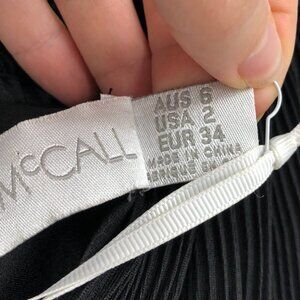 McCALL
AUS 6
USA 2
EUR 34
MADE IN CHINA